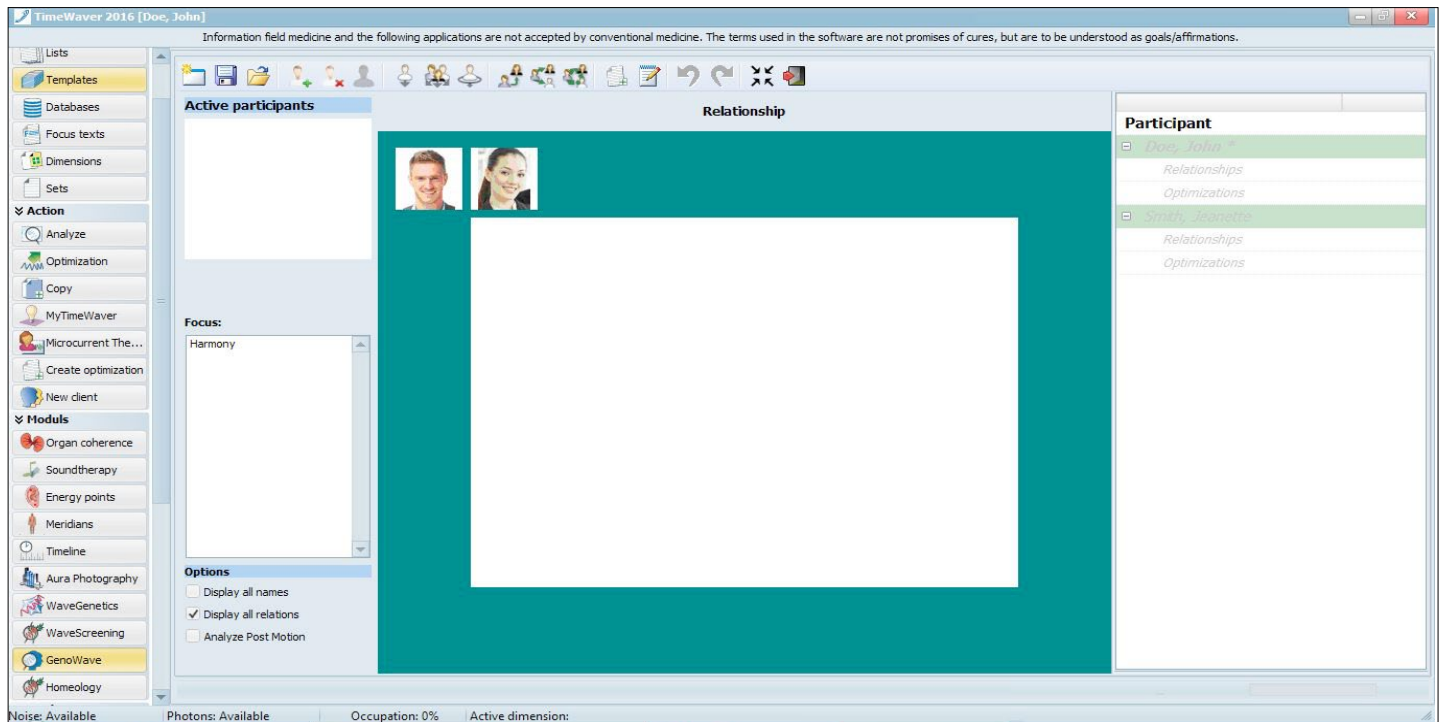 TimeWaver 2016 [Doe, John]
Information field medicine and the following applications are not accepted by conventional medicine. The terms used in the software are not promises of cures, but are to be understood as goals/affirmations.
Lists
Templates
Databases
Focus texts
Dimensions
Sets
Action
Analyze
Optimization
Copy
MyTimeWaver
Microcurrent The...
Create optimization
New client
Moduls
Organ coherence
Soundtherapy
Energy points
Meridians
Timeline
Aura Photography
WaveGenetics
WaveScreening
GenoWave
Homeology
Active participants
Focus:
Harmony
Options
Display all names
Display all relations
Analyze Post Motion
Relationship
Participant
Doe, John *
Relationships
Optimizations
Smith, Jeanette
Relationships
Optimizations
Noise: Available
Photons: Available
Occupation: 0%
Active dimension: